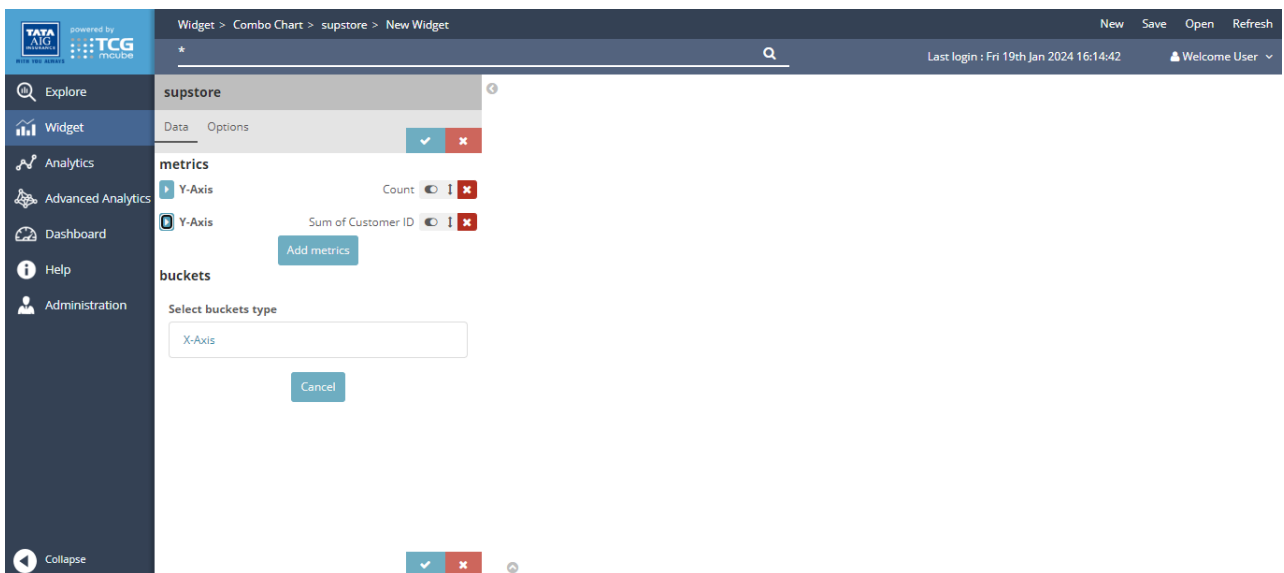 TATA
AIG
INSURANCE
WITH YOU ALWAYS
powered by
TCG
mcube
Widget > Combo Chart > supstore > New Widget
New Save Open Refresh
*
Last login : Fri 19th Jan 2024 16:14:42
Welcome User
Explore
Widget
Analytics
Advanced Analytics
Dashboard
Help
Administration
Collapse
supstore
Data Options
metrics
Y-Axis Count
Y-Axis Sum of Customer ID
Add metrics
buckets
Select buckets type
X-Axis
Cancel